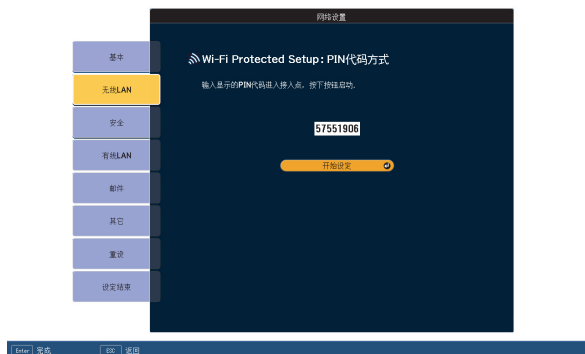 网络设置
基本
无线LAN
安全
有线LAN
邮件
其它
重设
设定结束
Wi-Fi Protected Setup:PIN代码方式
输入显示的PIN代码进入接入点。按下按钮启动。
57551906
开始设定
Enter 完成
ESC 返回